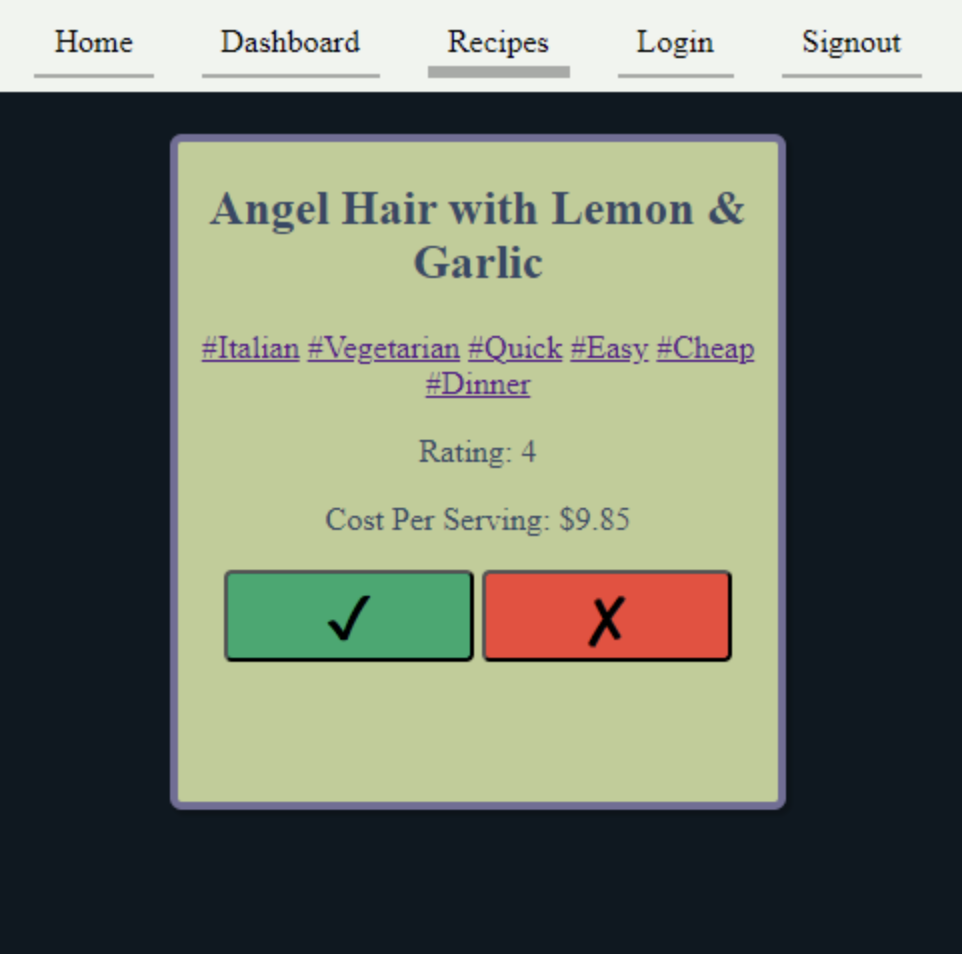 Home Dashboard Recipes Login Signout
Angel Hair with Lemon &
Garlic
#Italian #Vegetarian #Quick #Easy #Cheap
#Dinner
Rating: 4
Cost Per Serving: $9.85
✓ ✗